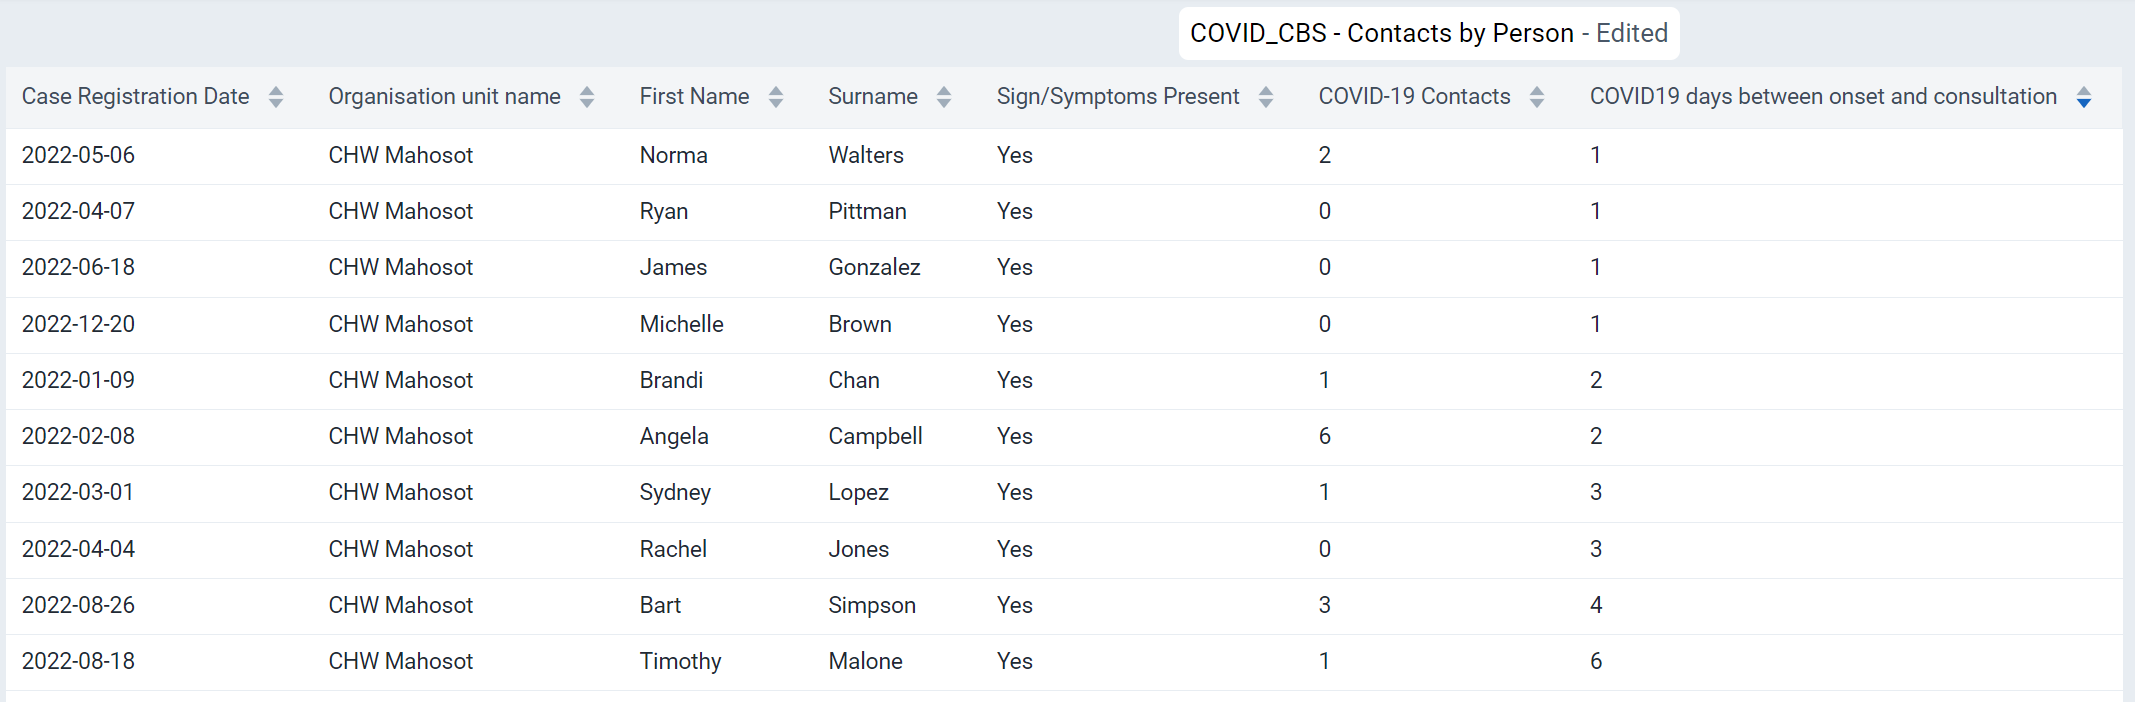 COVID_CBS - Contacts by Person - Edited
Case Registration Date Organisation unit name First Name Surname Sign/Symptoms Present COVID-19 Contacts COVID19 days between onset and consultation
2022-05-06 CHW Mahosot Norma Walters Yes 2 1
2022-04-07 CHW Mahosot Ryan Pittman Yes 0 1
2022-06-18 CHW Mahosot James Gonzalez Yes 0 1
2022-12-20 CHW Mahosot Michelle Brown Yes 0 1
2022-01-09 CHW Mahosot Brandi Chan Yes 1 2
2022-02-08 CHW Mahosot Angela Campbell Yes 6 2
2022-03-01 CHW Mahosot Sydney Lopez Yes 1 3
2022-04-04 CHW Mahosot Rachel Jones Yes 0 3
2022-08-26 CHW Mahosot Bart Simpson Yes 3 4
2022-08-18 CHW Mahosot Timothy Malone Yes 1 6